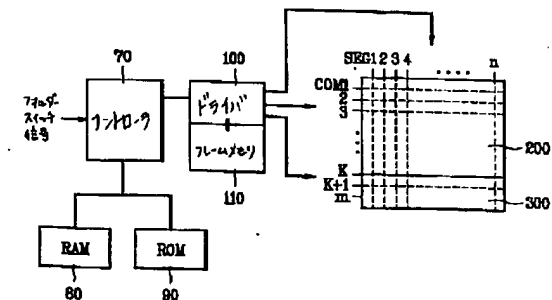 70
100
SEG1 2 3 4
n
COM1
2
3
フォルダー
スイッチ
信号
コントローラ
ドライバ
フレームメモリ
110
200
K
K+1
m
300
RAM
ROM
80
90